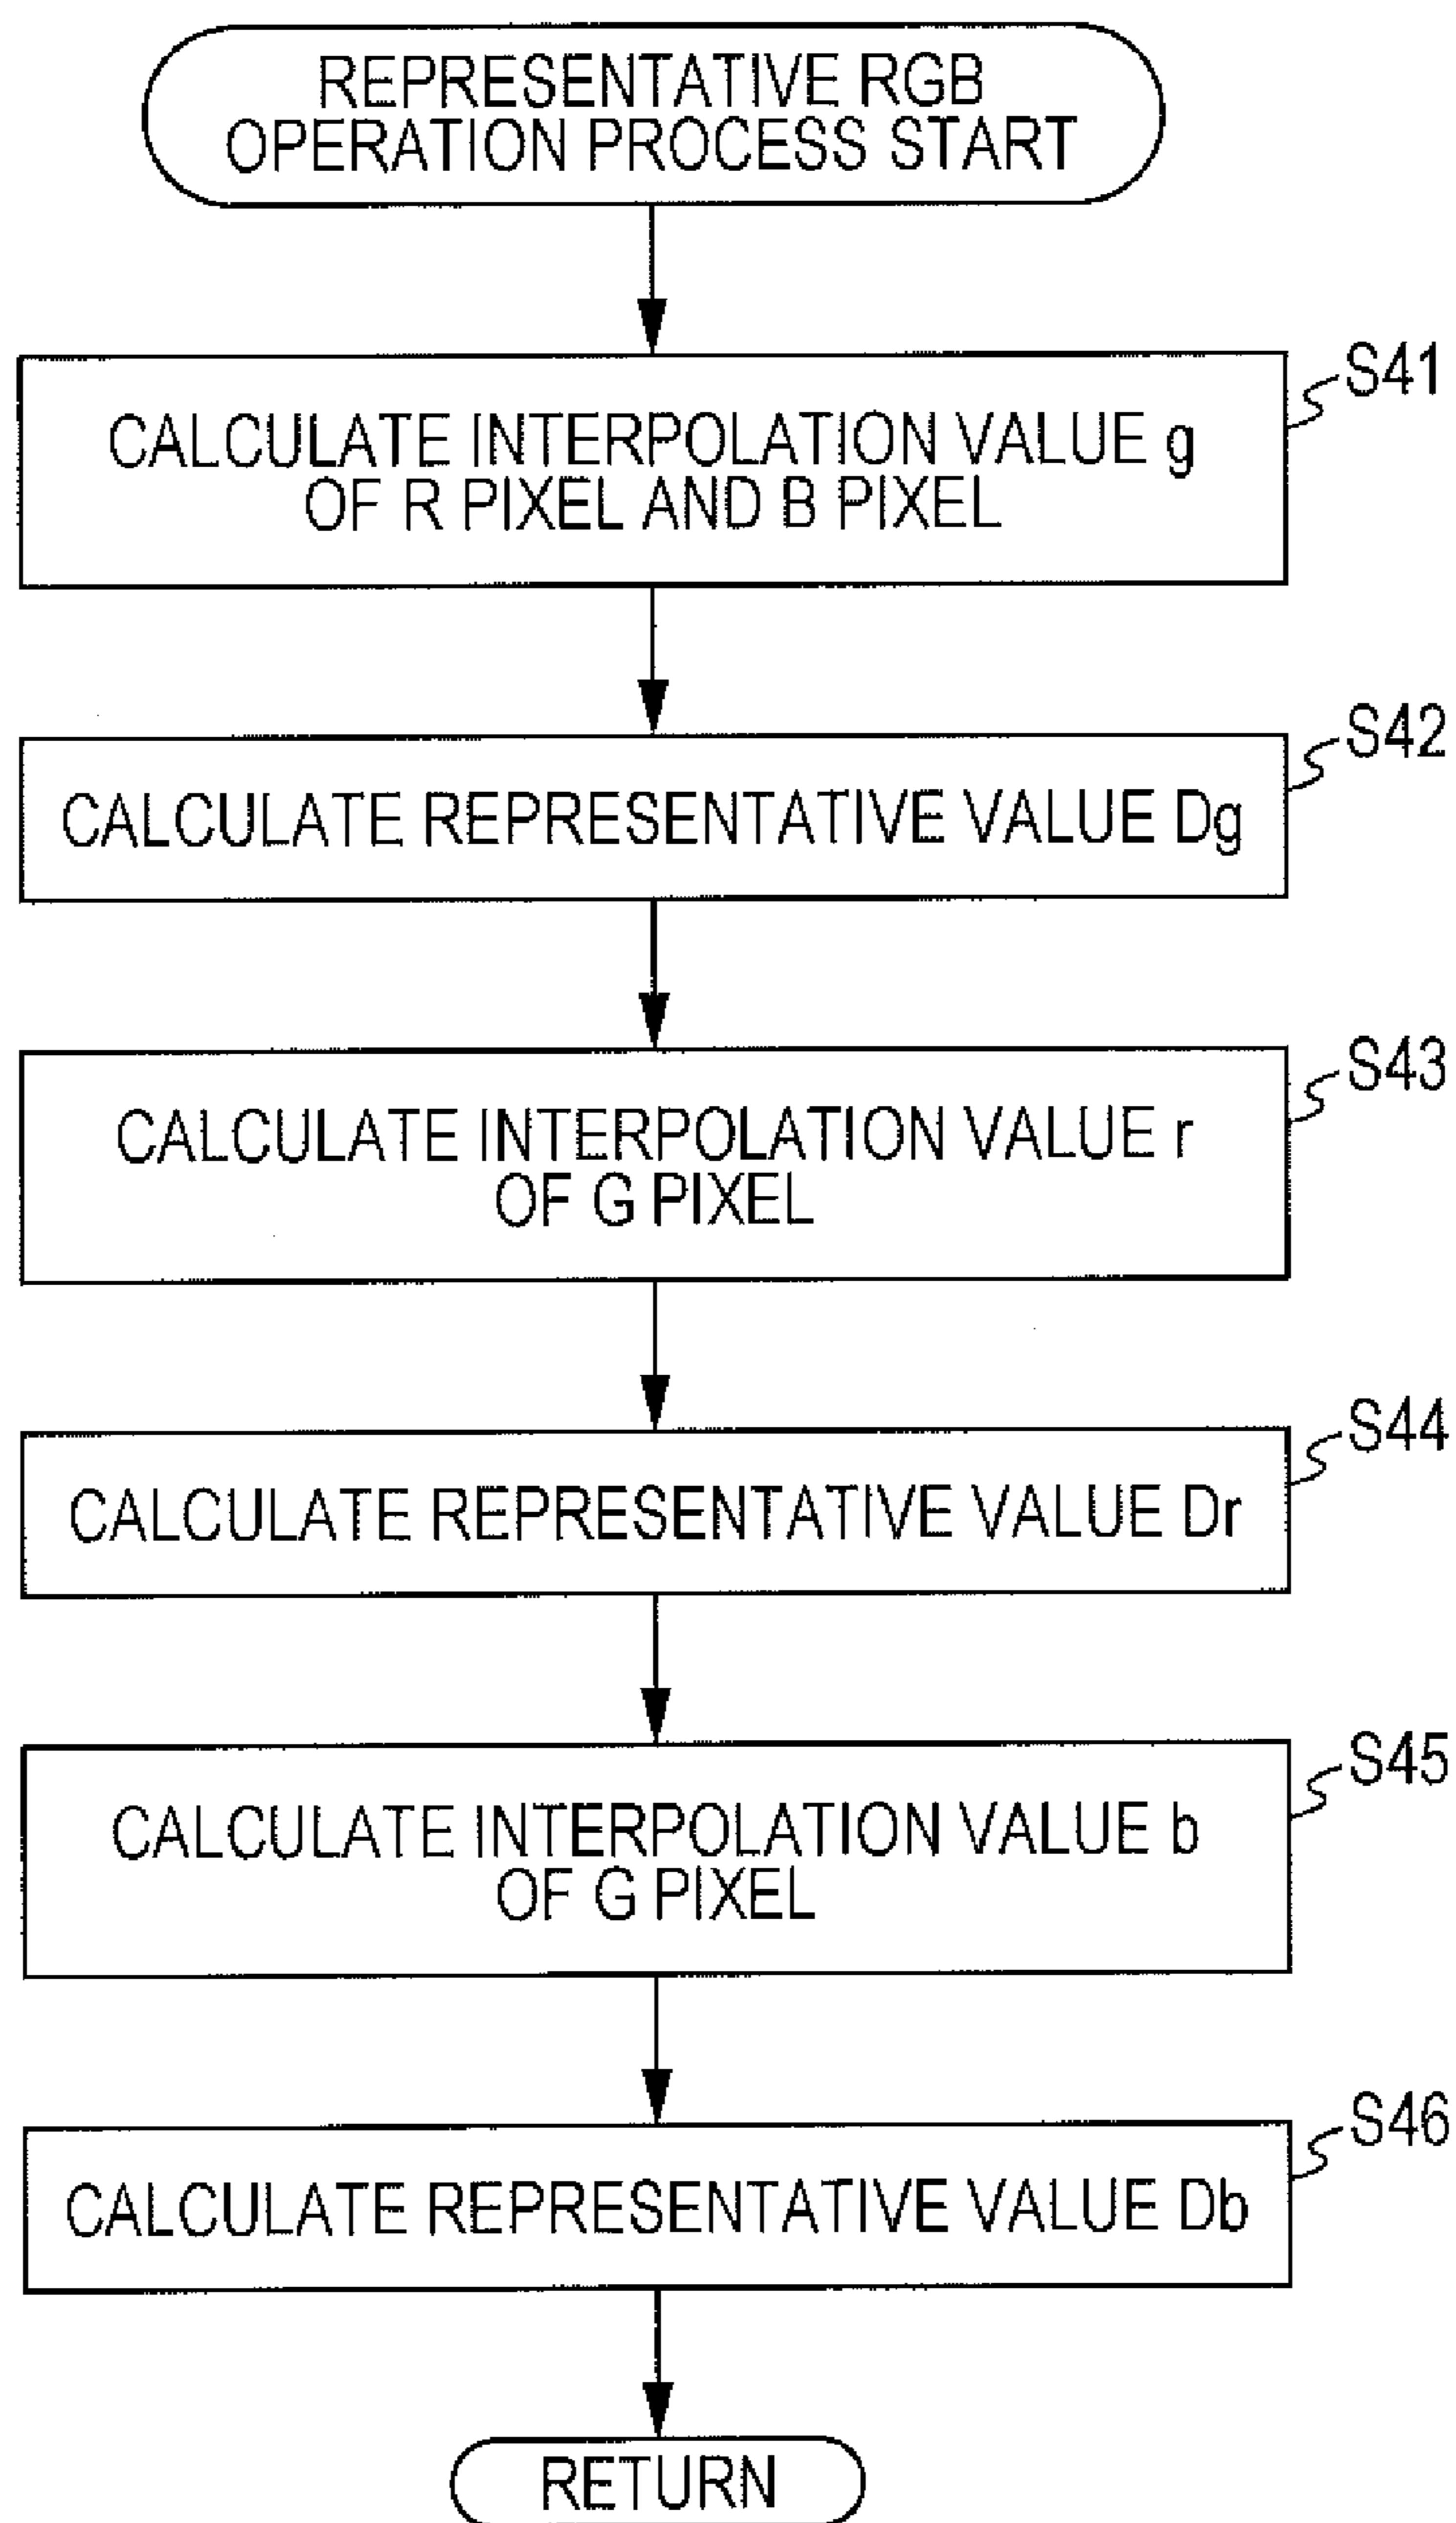 REPRESENTATIVE RGB
OPERATION PROCESS START
S41
CALCULATE INTERPOLATION VALUE g
OF R PIXEL AND B PIXEL
S42
CALCULATE REPRESENTATIVE VALUE Dg
S43
CALCULATE INTERPOLATION VALUE r
OF G PIXEL
S44
CALCULATE REPRESENTATIVE VALUE Dr
S45
CALCULATE INTERPOLATION VALUE b
OF G PIXEL
S46
CALCULATE REPRESENTATIVE VALUE Db
RETURN